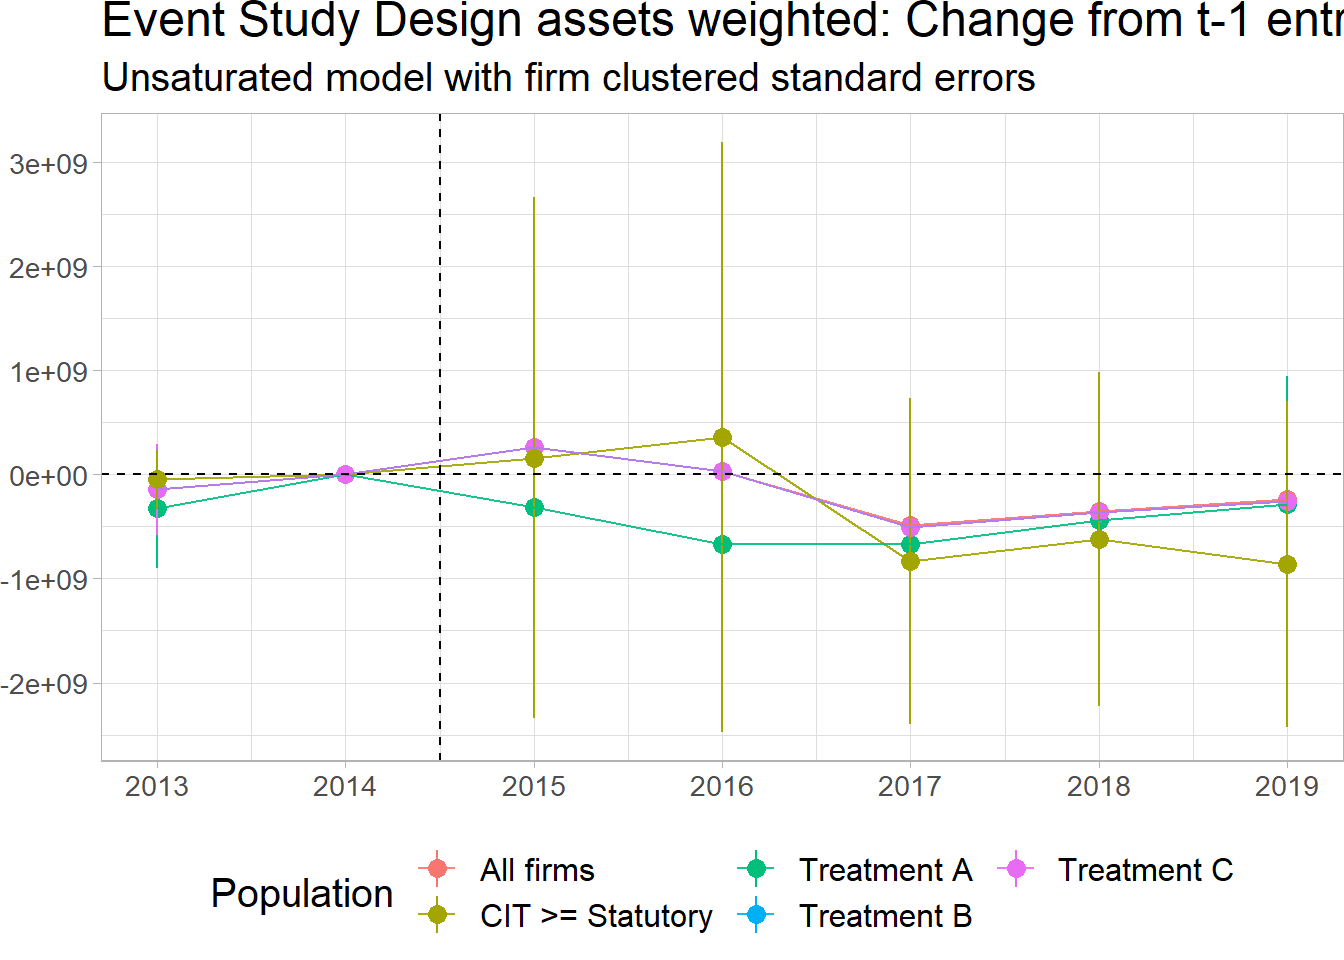 Event Study Design assets weighted: Change from t-1 entr
Unsaturated model with firm clustered standard errors
3e+09
2e+09
1e+09
0e+00
-1e+09
-2e+09
2013 2014 2015 2016 2017 2018 2019
Population
All firms
CIT >= Statutory
Treatment A
Treatment B
Treatment C